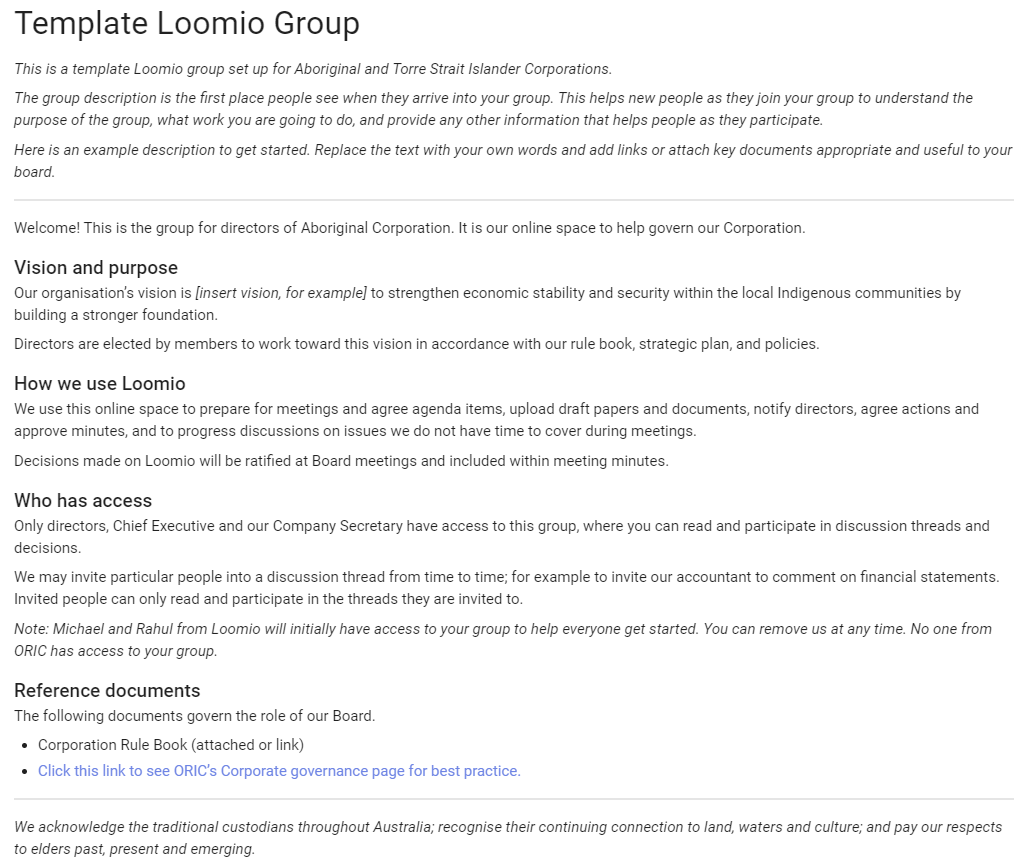 Template Loomio Group
This is a template Loomio group set up for Aboriginal and Torre Strait Islander Corporations.
The group description is the first place people see when they arrive into your group. This helps new people as they join your group to understand the
purpose of the group, what work you are going to do, and provide any other information that helps people as they participate.
Here is an example description to get started. Replace the text with your own words and add links or attach key documents appropriate and useful to your
board.
Welcome! This is the group for directors of Aboriginal Corporation. It is our online space to help govern our Corporation.
Vision and purpose
Our organisation's vision is [insert vision, for example] to strengthen economic stability and security within the local Indigenous communities by
building a stronger foundation.
Directors are elected by members to work toward this vision in accordance with our rule book, strategic plan, and policies.
How we use Loomio
We use this online space to prepare for meetings and agree agenda items, upload draft papers and documents, notify directors, agree actions and
approve minutes, and to progress discussions on issues we do not have time to cover during meetings.
Decisions made on Loomio will be ratified at Board meetings and included within meeting minutes.
Who has access
Only directors, Chief Executive and our Company Secretary have access to this group, where you can read and participate in discussion threads and
decisions.
We may invite particular people into a discussion thread from time to time; for example to invite our accountant to comment on financial statements.
Invited people can only read and participate in the threads they are invited to.
Note: Michael and Rahul from Loomio will initially have access to your group to help everyone get started. You can remove us at any time. No one from
ORIC has access to your group.
Reference documents
The following documents govern the role of our Board.
• Corporation Rule Book (attached or link)
• Click this link to see ORIC's Corporate governance page for best practice.
We acknowledge the traditional custodians throughout Australia; recognise their continuing connection to land, waters and culture; and pay our respects
to elders past, present and emerging.